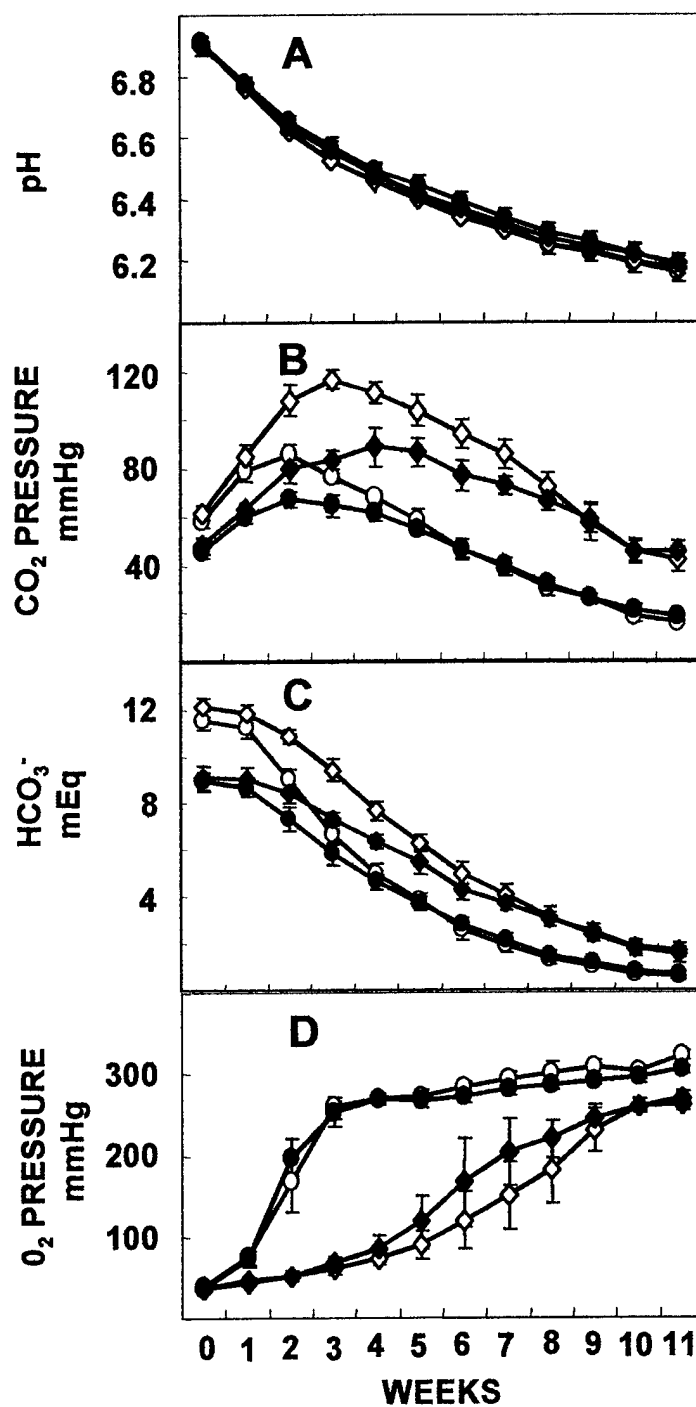 A
pH
6.8
6.6
6.4
6.2
B
CO₂ PRESSURE
mmHg
120
80
40
C
HCO₃⁻
mEq
12
8
4
D
0₂ PRESSURE
mmHg
300
200
100
0 1 2 3 4 5 6 7 8 9 10 11
WEEKS